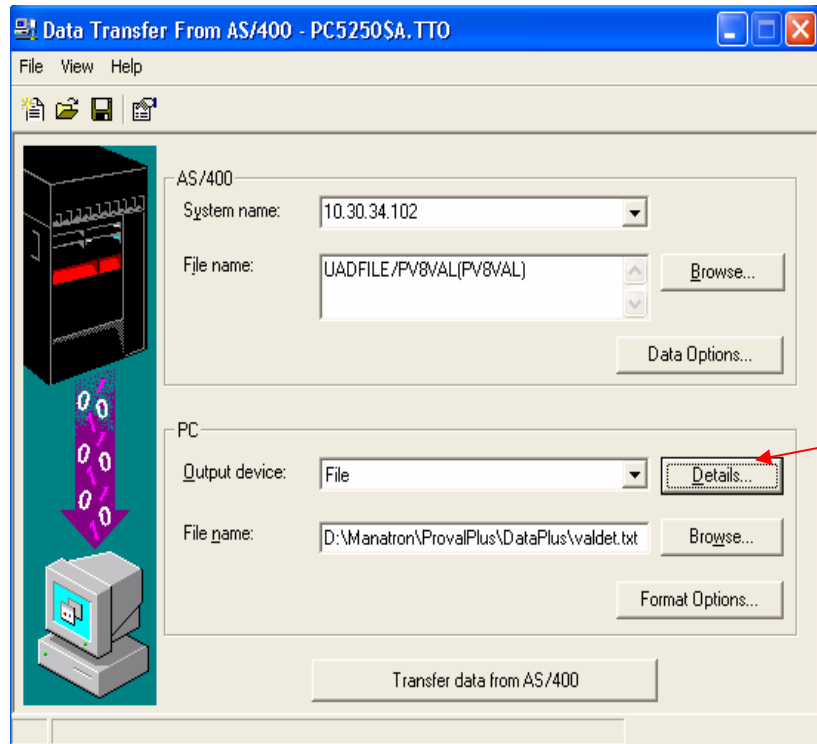 Data Transfer From AS/400 - PC5250$A.TTO
File View Help
AS/400
System name: 10.30.34.102
File name: UADFILE/PV8VAL(PV8VAL) Browse...
Data Options...
PC
Output device: File Details...
File name: D:\Manatron\ProvalPlus\DataPlus\valdet.txt Browse...
Format Options...
Transfer data from AS/400